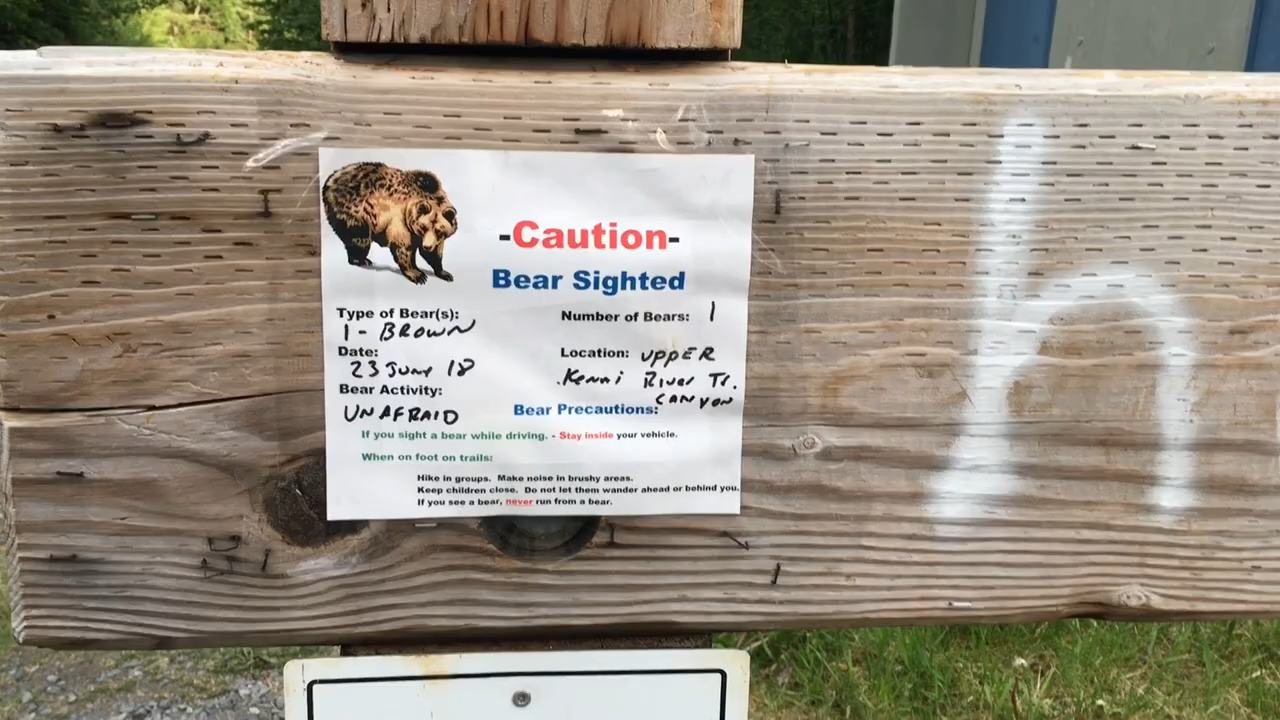 -Caution-
Bear Sighted
Type of Bear(s):
1 - BROWN
Number of Bears: 1
Date:
23 June 18
Location: UPPER
Kenai River Tr.
CANYON
Bear Activity:
UNAFRAID
Bear Precautions:
If you sight a bear while driving. - Stay inside your vehicle.
When on foot on trails:
Hike in groups. Make noise in brushy areas.
Keep children close. Do not let them wander ahead or behind you.
If you see a bear, never run from a bear.
h